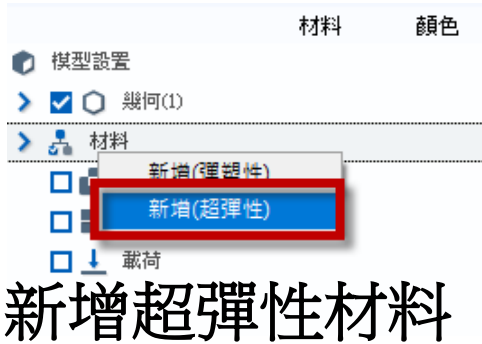 材料 顏色
模型設置
幾何(1)
材料
新增(彈塑性)
新增(超彈性)
載荷
新增超彈性材料